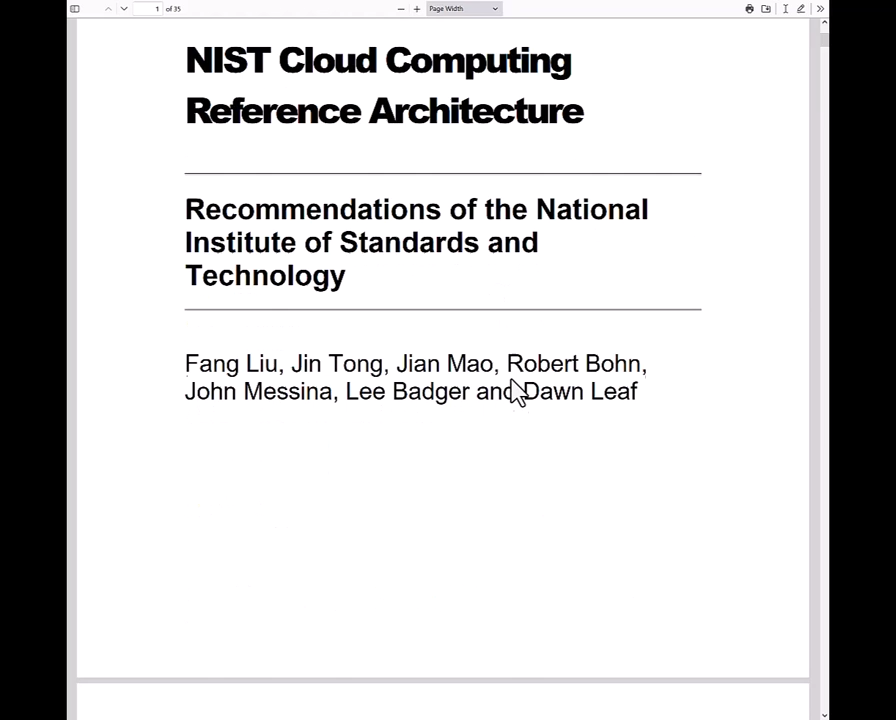 1 of 35
Page Width
NIST Cloud Computing
Reference Architecture
Recommendations of the National
Institute of Standards and
Technology
Fang Liu, Jin Tong, Jian Mao, Robert Bohn,
John Messina, Lee Badger and Dawn Leaf